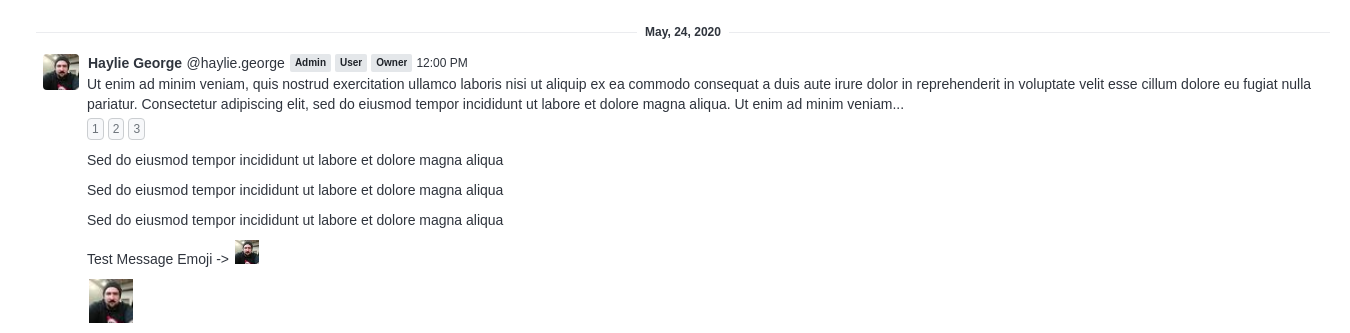 May, 24, 2020
Haylie George @haylie.george Admin User Owner 12:00 PM
Ut enim ad minim veniam, quis nostrud exercitation ullamco laboris nisi ut aliquip ex ea commodo consequat a duis aute irure dolor in reprehenderit in voluptate velit esse cillum dolore eu fugiat nulla
pariatur. Consectetur adipiscing elit, sed do eiusmod tempor incididunt ut labore et dolore magna aliqua. Ut enim ad minim veniam...
1 2 3
Sed do eiusmod tempor incididunt ut labore et dolore magna aliqua
Sed do eiusmod tempor incididunt ut labore et dolore magna aliqua
Sed do eiusmod tempor incididunt ut labore et dolore magna aliqua
Test Message Emoji ->